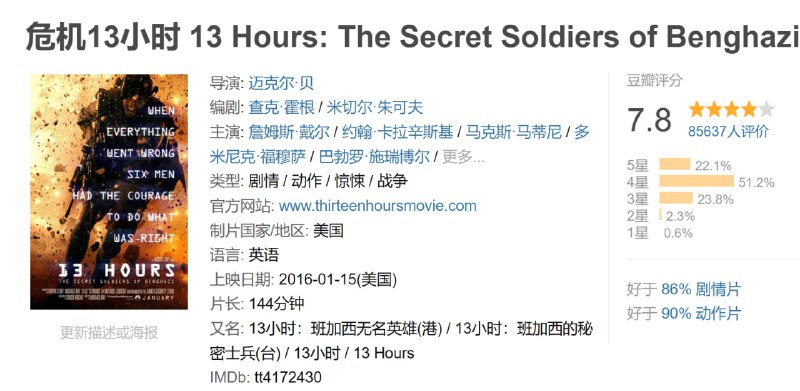 危机13小时 13 Hours: The Secret Soldiers of Benghazi
WHEN
EVERYTHING
WENT WRONG
SIX MEN
HAD THE COURAGE
TO DO WHAT
WAS RIGHT
13 HOURS
THE SECRET SOLDIERS OF BENGHAZI
JANUARY
更新描述或海报
导演: 迈克尔·贝
编剧: 查克·霍根 / 米切尔·朱可夫
主演: 詹姆斯·戴尔 / 约翰·卡拉辛斯基 / 马克斯·马蒂尼 / 多
米尼克·福穆萨 / 巴勃罗·施瑞博尔 / 更多...
类型: 剧情 / 动作 / 惊悚 / 战争
官方网站: www.thirteenhoursmovie.com
制片国家/地区: 美国
语言: 英语
上映日期: 2016-01-15(美国)
片长: 144分钟
又名: 13小时：班加西无名英雄(港) / 13小时：班加西的秘
密士兵(台) / 13小时 / 13 Hours
IMDb: tt4172430
豆瓣评分
7.8
85637人评价
5星 22.1%
4星 51.2%
3星 23.8%
2星 2.3%
1星 0.6%
好于 86% 剧情片
好于 90% 动作片